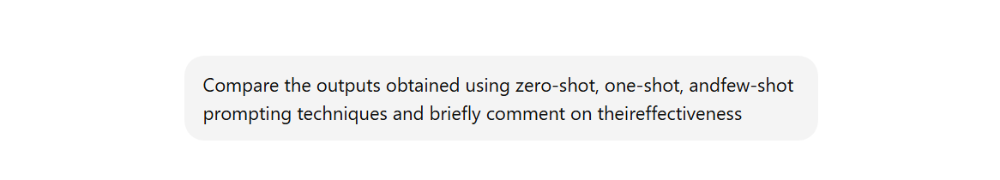 Compare the outputs obtained using zero-shot, one-shot, andfew-shot
prompting techniques and briefly comment on theireffectiveness